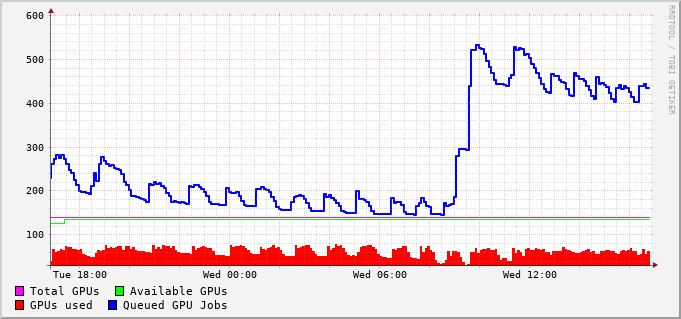 600
500
400
300
200
100
Tue 18:00 Wed 00:00 Wed 06:00 Wed 12:00
Total GPUs Available GPUs
GPUs used Queued GPU Jobs
RRDTOOL / TOBI OETIKER